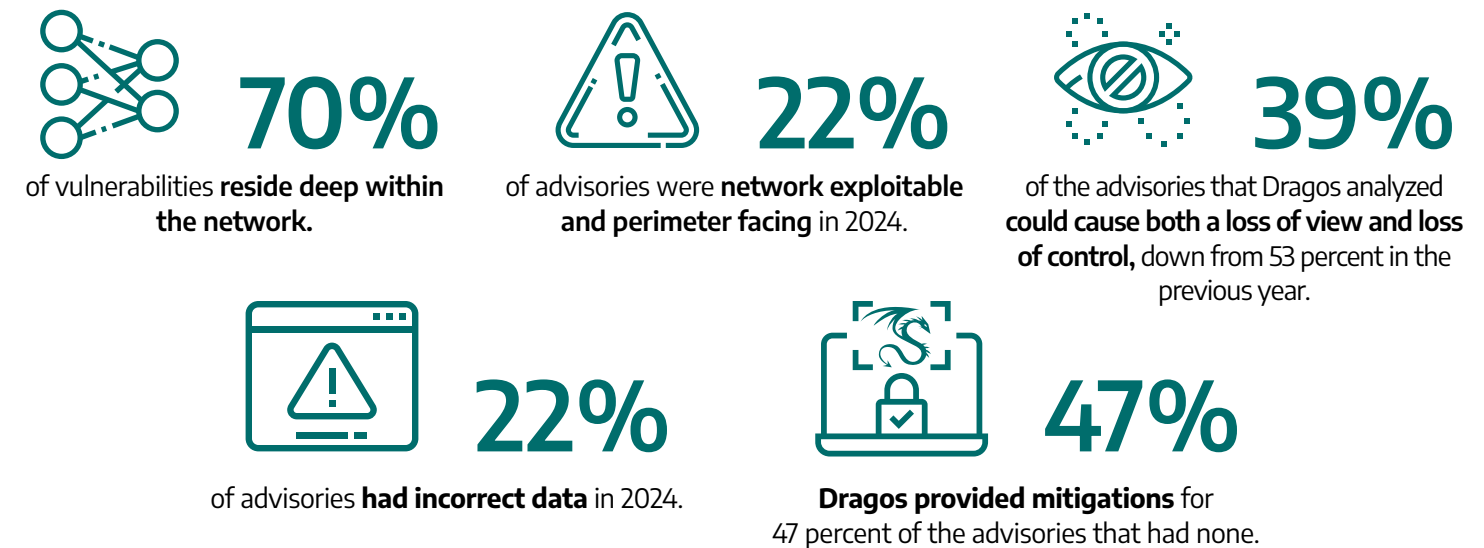 70%
of vulnerabilities reside deep within
the network.
22%
of advisories were network exploitable
and perimeter facing in 2024.
39%
of the advisories that Dragos analyzed
could cause both a loss of view and loss
of control, down from 53 percent in the
previous year.
22%
of advisories had incorrect data in 2024.
47%
Dragos provided mitigations for
47 percent of the advisories that had none.